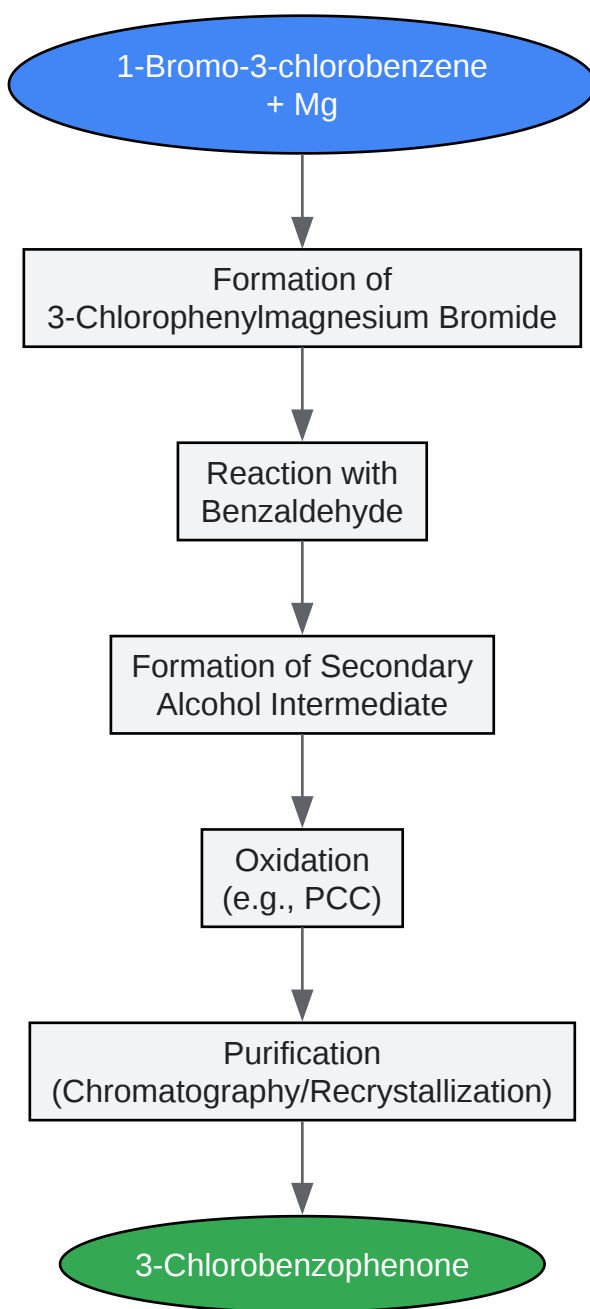 1-Bromo-3-chlorobenzene
+ Mg
Formation of
3-Chlorophenylmagnesium Bromide
Reaction with
Benzaldehyde
Formation of Secondary
Alcohol Intermediate
Oxidation
(e.g., PCC)
Purification
(Chromatography/Recrystallization)
3-Chlorobenzophenone